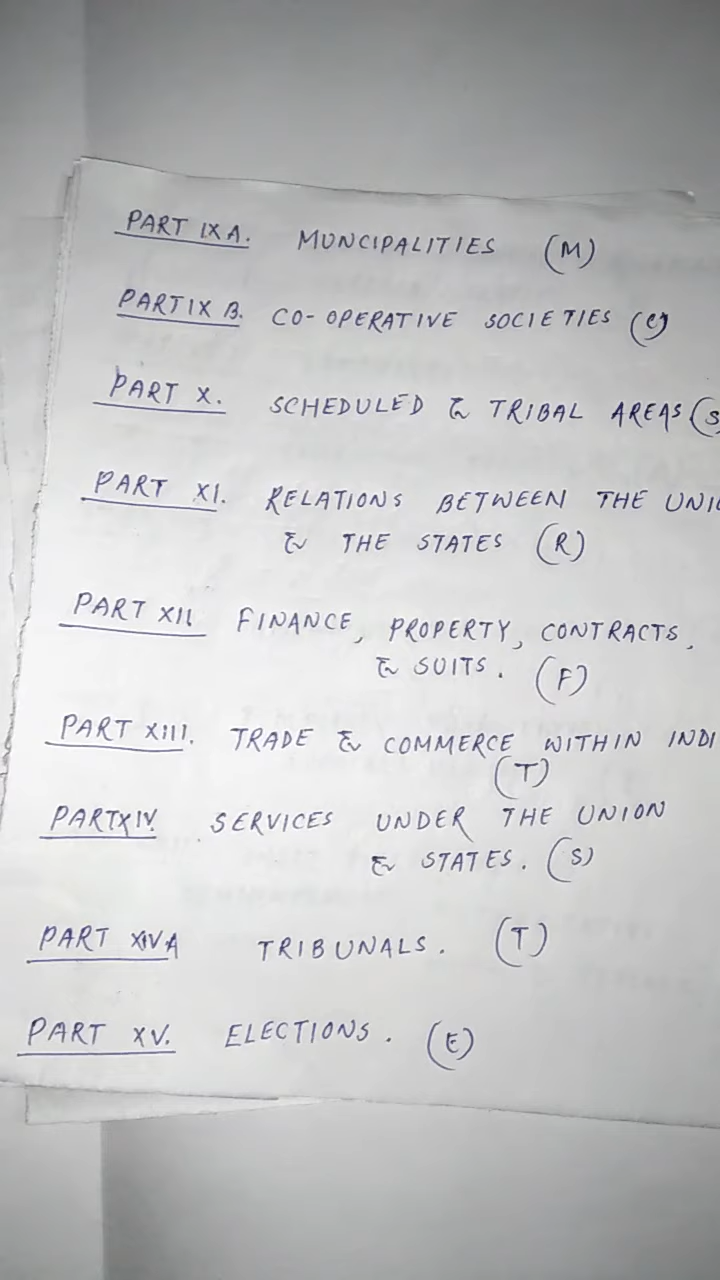 PART IX A. MUNCIPALITIES (M)
PART IX B. CO-OPERATIVE SOCIETIES (C)
PART X. SCHEDULED & TRIBAL AREAS (S
PART XI. RELATIONS BETWEEN THE UNIO
& THE STATES (R)
PART XII FINANCE, PROPERTY, CONTRACTS,
& SUITS. (F)
PART XIII. TRADE & COMMERCE WITHIN INDI
(T)
PART XIV. SERVICES UNDER THE UNION
& STATES. (S)
PART XIVA TRIBUNALS. (T)
PART XV. ELECTIONS. (E)